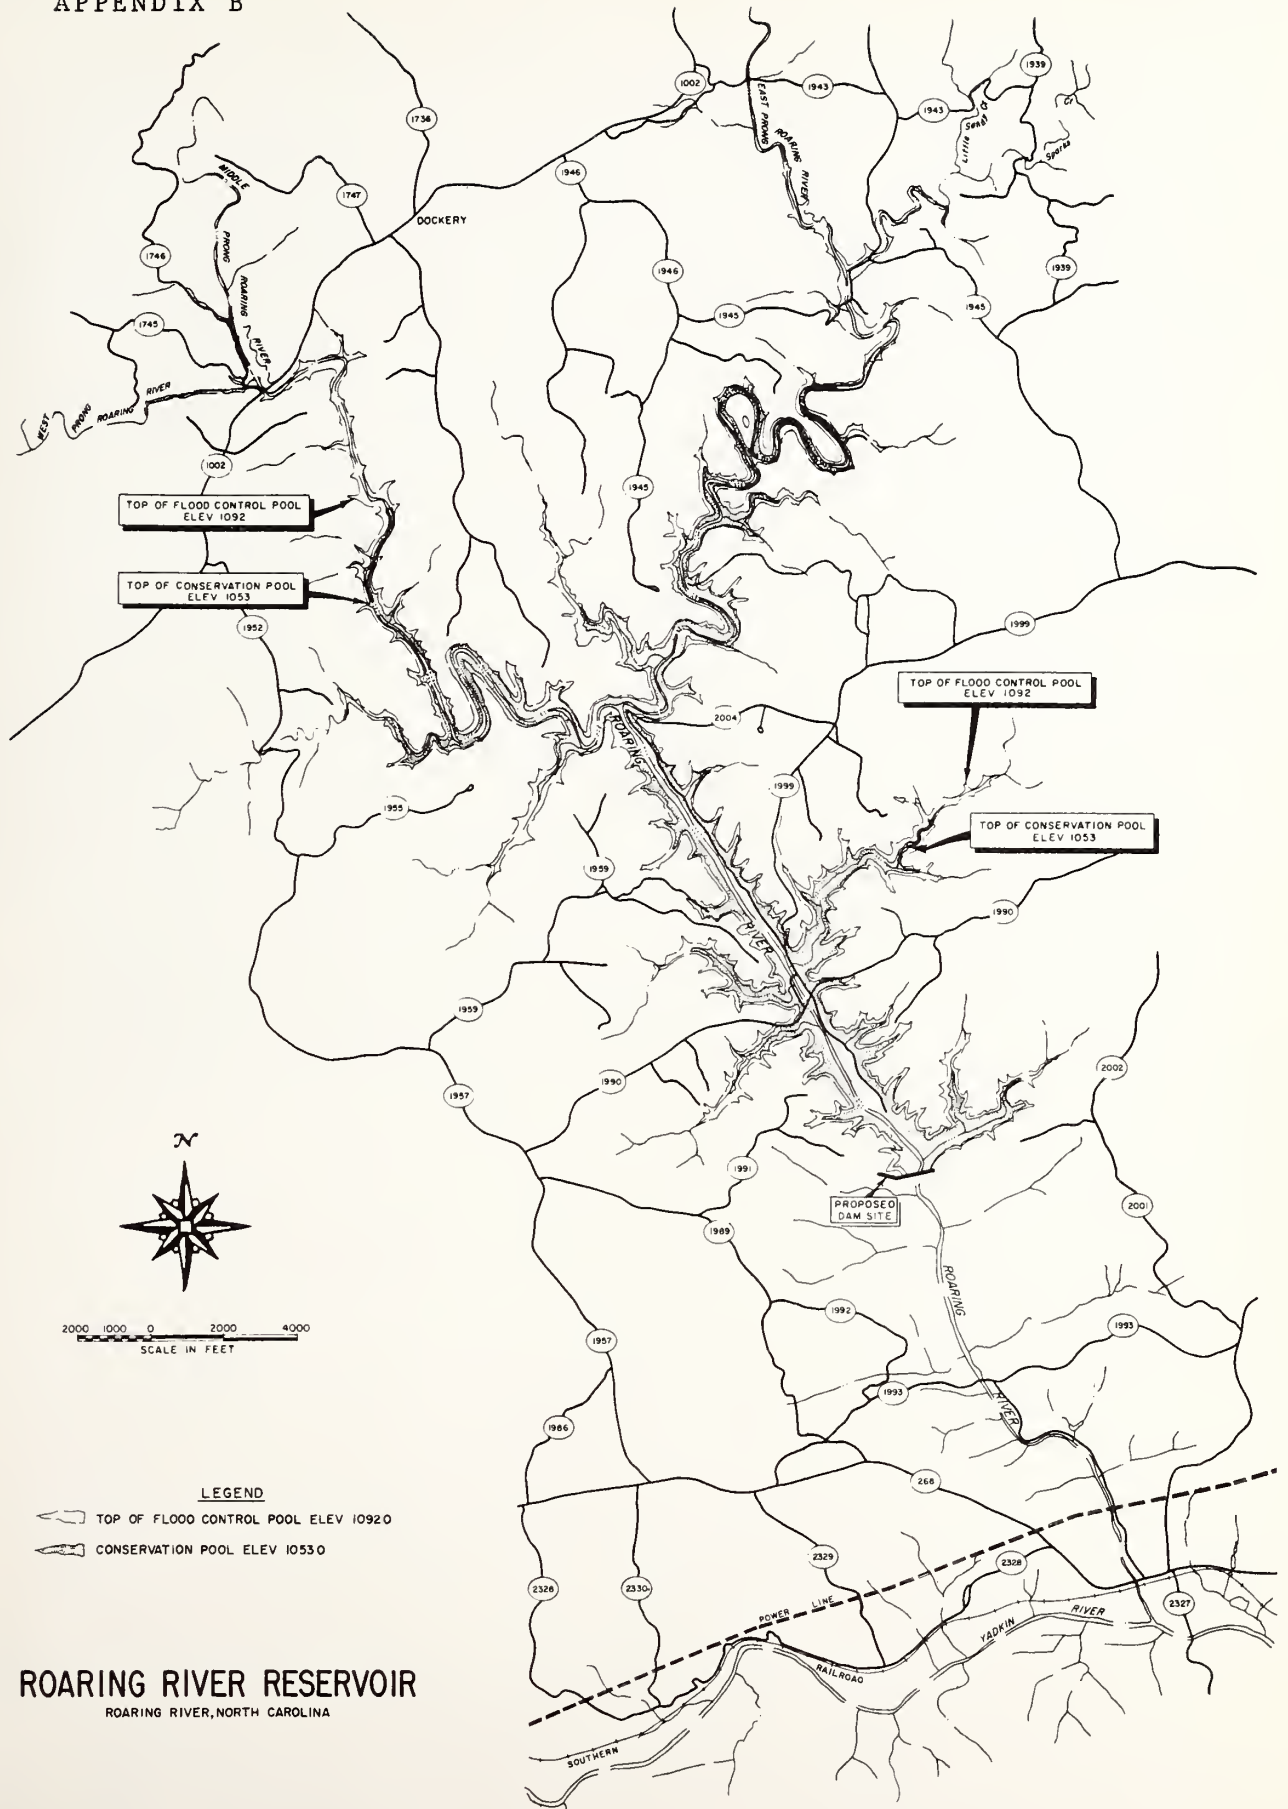 APPENDIX B
1002
1943
1939
1943
1736
EAST PRONG
ROARING
RIVER
Little Sandy Cr
Sparks
Cr
1946
1747
MIDDLE
PRONG
ROARING
RIVER
DOCKERY
1746
1946
1939
1945
1945
1745
WEST
PRONG
ROARING
RIVER
1002
1945
TOP OF FLOOD CONTROL POOL
ELEV 1092
TOP OF CONSERVATION POOL
ELEV 1053
1952
1999
TOP OF FLOOD CONTROL POOL
ELEV 1092
2004
ROARING
1999
1955
TOP OF CONSERVATION POOL
ELEV 1053
1959
1990
RIVER
1959
1990
2002
1957
N
1991
PROPOSED
DAM SITE
2001
1989
ROARING
1992
1993
2000 1000 0 2000 4000
SCALE IN FEET
1957
1993
RIVER
1966
268
LEGEND
TOP OF FLOOD CONTROL POOL ELEV 10920
CONSERVATION POOL ELEV 10530
2329
2328
2328
2330
2327
POWER LINE
YADKIN
RIVER
RAILROAD
SOUTHERN
ROARING RIVER RESERVOIR
ROARING RIVER, NORTH CAROLINA